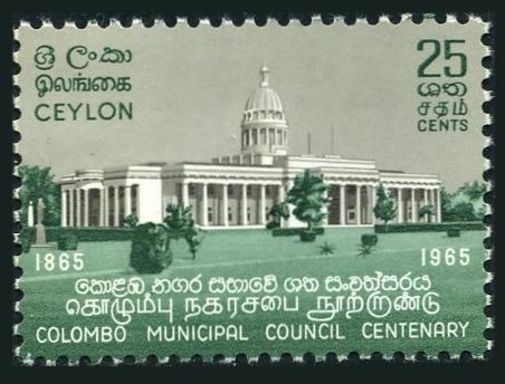 ශ්‍රී ලංකා
இலங்கை
CEYLON
25
ශත
சதம்
CENTS
1865
1965
කොළඹ නගර සභාවේ ශත සංවත්සරය
கொழும்பு நகரசபை நூற்றாண்டு
COLOMBO MUNICIPAL COUNCIL CENTENARY